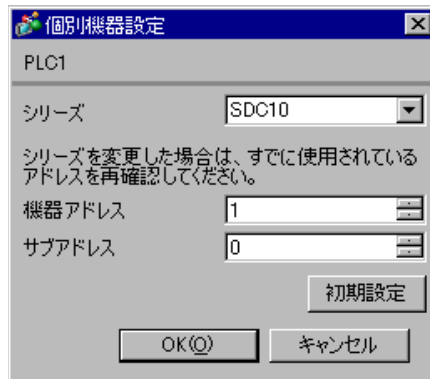 個別機器設定
PLC1
シリーズ SDC10
シリーズを変更した場合は、すでに使用されている
アドレスを再確認してください。
機器アドレス 1
サブアドレス 0
初期設定
OK(O) キャンセル